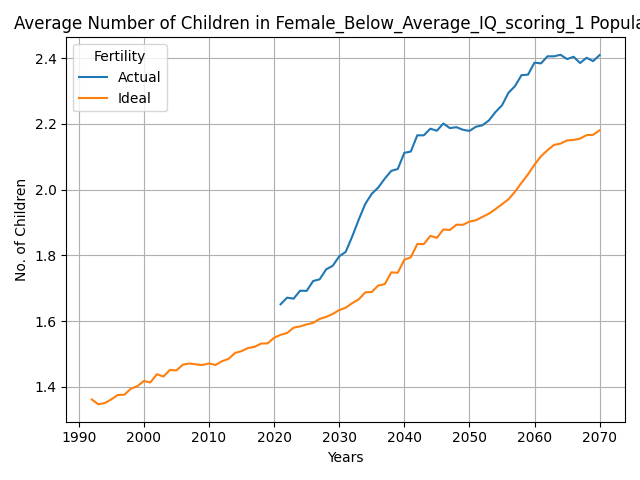 Average Number of Children in Female_Below_Average_IQ_scoring_1 Popula
Fertility
Actual
Ideal
No. of Children
2.4
2.2
2.0
1.8
1.6
1.4
1990 2000 2010 2020 2030 2040 2050 2060 2070
Years